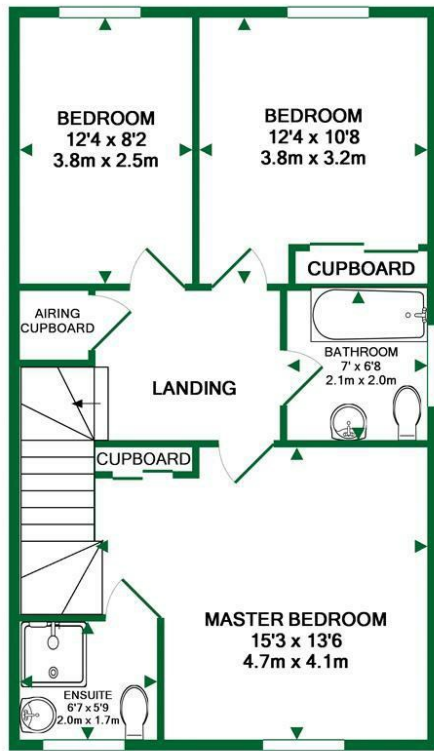 BEDROOM
12'4 x 8'2
3.8m x 2.5m
BEDROOM
12'4 x 10'8
3.8m x 3.2m
CUPBOARD
AIRING
CUPBOARD
BATHROOM
7' x 6'8
2.1m x 2.0m
LANDING
CUPBOARD
MASTER BEDROOM
15'3 x 13'6
4.7m x 4.1m
ENSUITE
6'7 x 5'9
2.0m x 1.7m